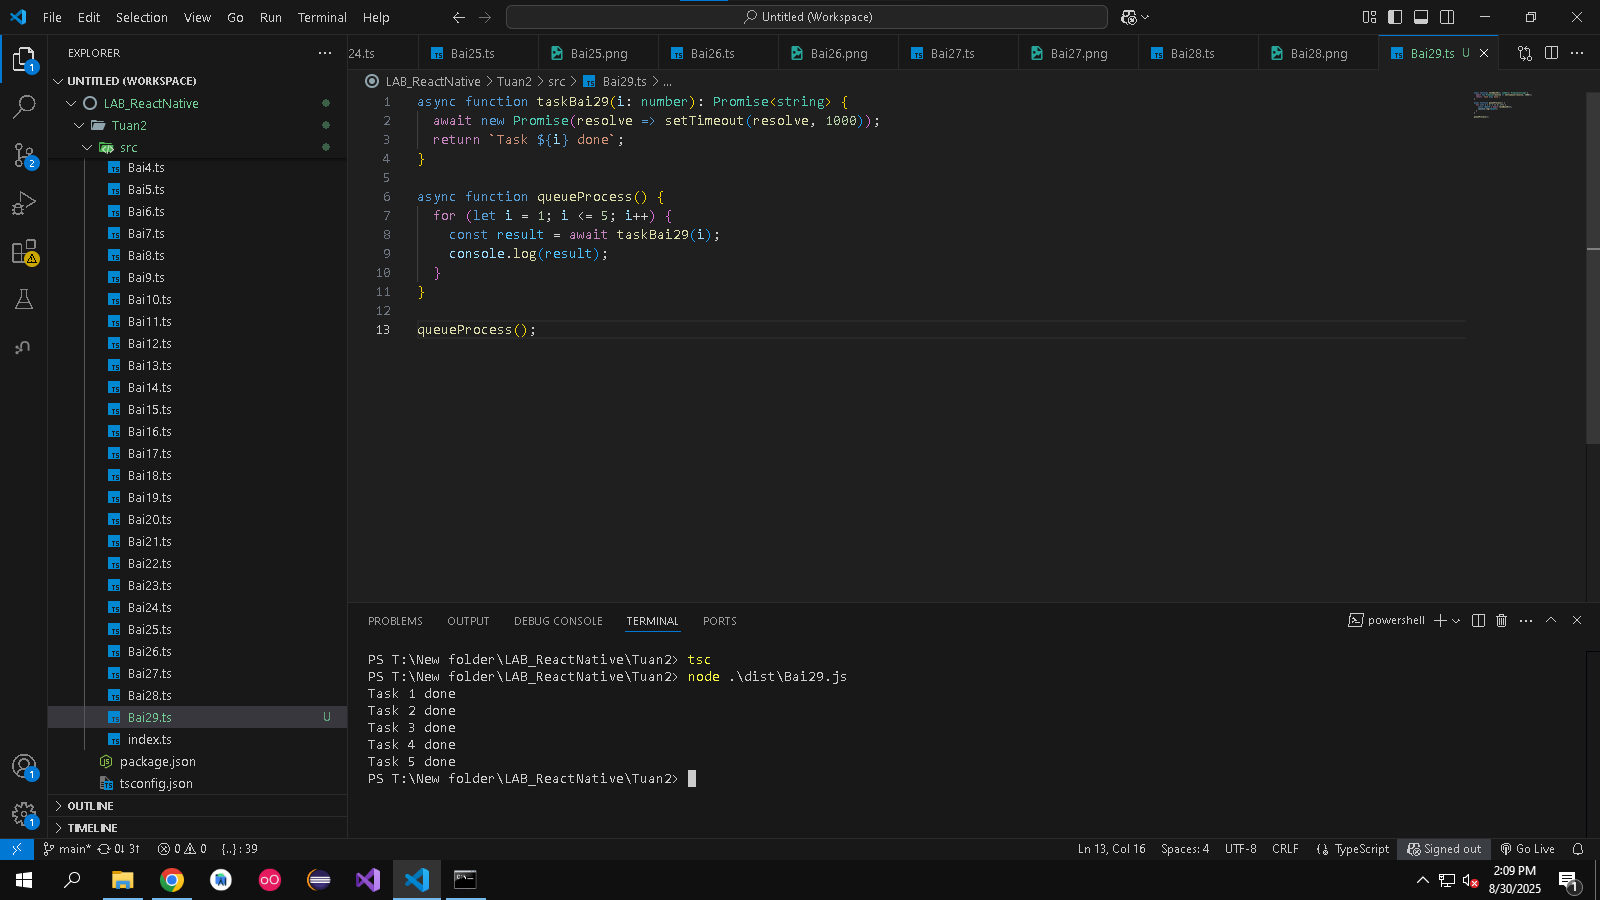 File Edit Selection View Go Run Terminal Help
Untitled (Workspace)
EXPLORER
24.ts Bai25.ts Bai25.png Bai26.ts Bai26.png Bai27.ts Bai27.png Bai28.ts Bai28.png Bai29.ts U
UNTITLED (WORKSPACE)
LAB_ReactNative
Tuan2
src
Bai4.ts
Bai5.ts
Bai6.ts
Bai7.ts
Bai8.ts
Bai9.ts
Bai10.ts
Bai11.ts
Bai12.ts
Bai13.ts
Bai14.ts
Bai15.ts
Bai16.ts
Bai17.ts
Bai18.ts
Bai19.ts
Bai20.ts
Bai21.ts
Bai22.ts
Bai23.ts
Bai24.ts
Bai25.ts
Bai26.ts
Bai27.ts
Bai28.ts
Bai29.ts U
index.ts
package.json
tsconfig.json
OUTLINE
TIMELINE
LAB_ReactNative > Tuan2 > src > Bai29.ts > ...
1 async function taskBai29(i: number): Promise<string> {
2 await new Promise(resolve => setTimeout(resolve, 1000));
3 return `Task ${i} done`;
4 }
5
6 async function queueProcess() {
7 for (let i = 1; i <= 5; i++) {
8 const result = await taskBai29(i);
9 console.log(result);
10 }
11 }
12
13 queueProcess();
PROBLEMS OUTPUT DEBUG CONSOLE TERMINAL PORTS
powershell
PS T:\New folder\LAB_ReactNative\Tuan2> tsc
PS T:\New folder\LAB_ReactNative\Tuan2> node .\dist\Bai29.js
Task 1 done
Task 2 done
Task 3 done
Task 4 done
Task 5 done
PS T:\New folder\LAB_ReactNative\Tuan2>
1
2
1
1
main* 0↓ 3↑ 0 0 {..} : 39
Ln 13, Col 16 Spaces: 4 UTF-8 CRLF TypeScript Signed out Go Live
2:09 PM
8/30/2025
1